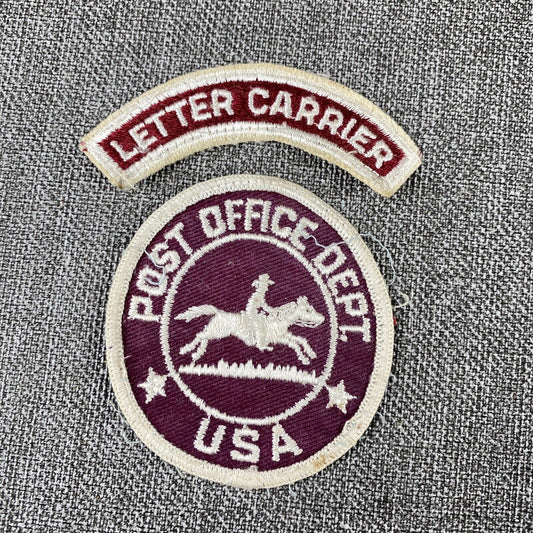 LETTER CARRIER
POST OFFICE DEPT.
USA